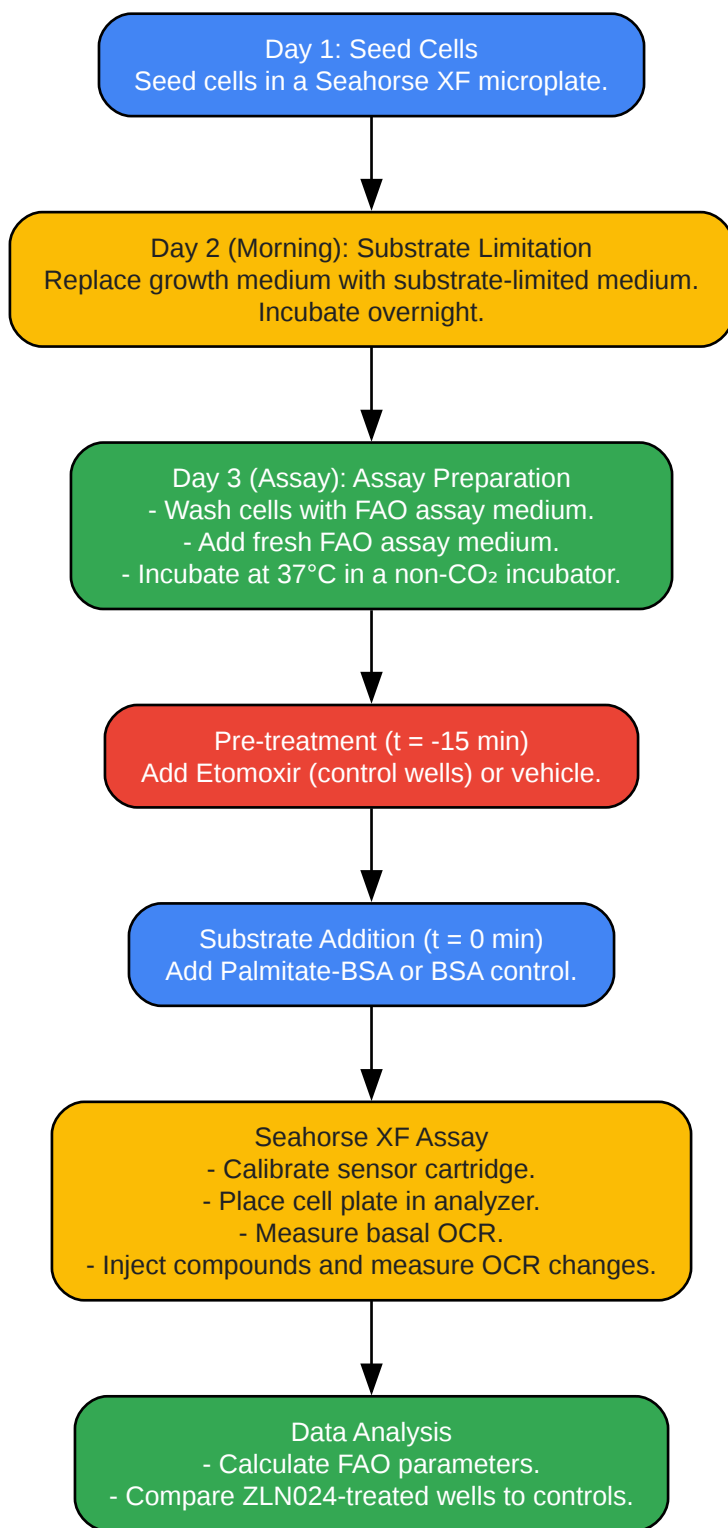 Day 1: Seed Cells
Seed cells in a Seahorse XF microplate.
Day 2 (Morning): Substrate Limitation
Replace growth medium with substrate-limited medium.
Incubate overnight.
Day 3 (Assay): Assay Preparation
- Wash cells with FAO assay medium.
- Add fresh FAO assay medium.
- Incubate at 37°C in a non-CO₂ incubator.
Pre-treatment (t = -15 min)
Add Etomoxir (control wells) or vehicle.
Substrate Addition (t = 0 min)
Add Palmitate-BSA or BSA control.
Seahorse XF Assay
- Calibrate sensor cartridge.
- Place cell plate in analyzer.
- Measure basal OCR.
- Inject compounds and measure OCR changes.
Data Analysis
- Calculate FAO parameters.
- Compare ZLN024-treated wells to controls.